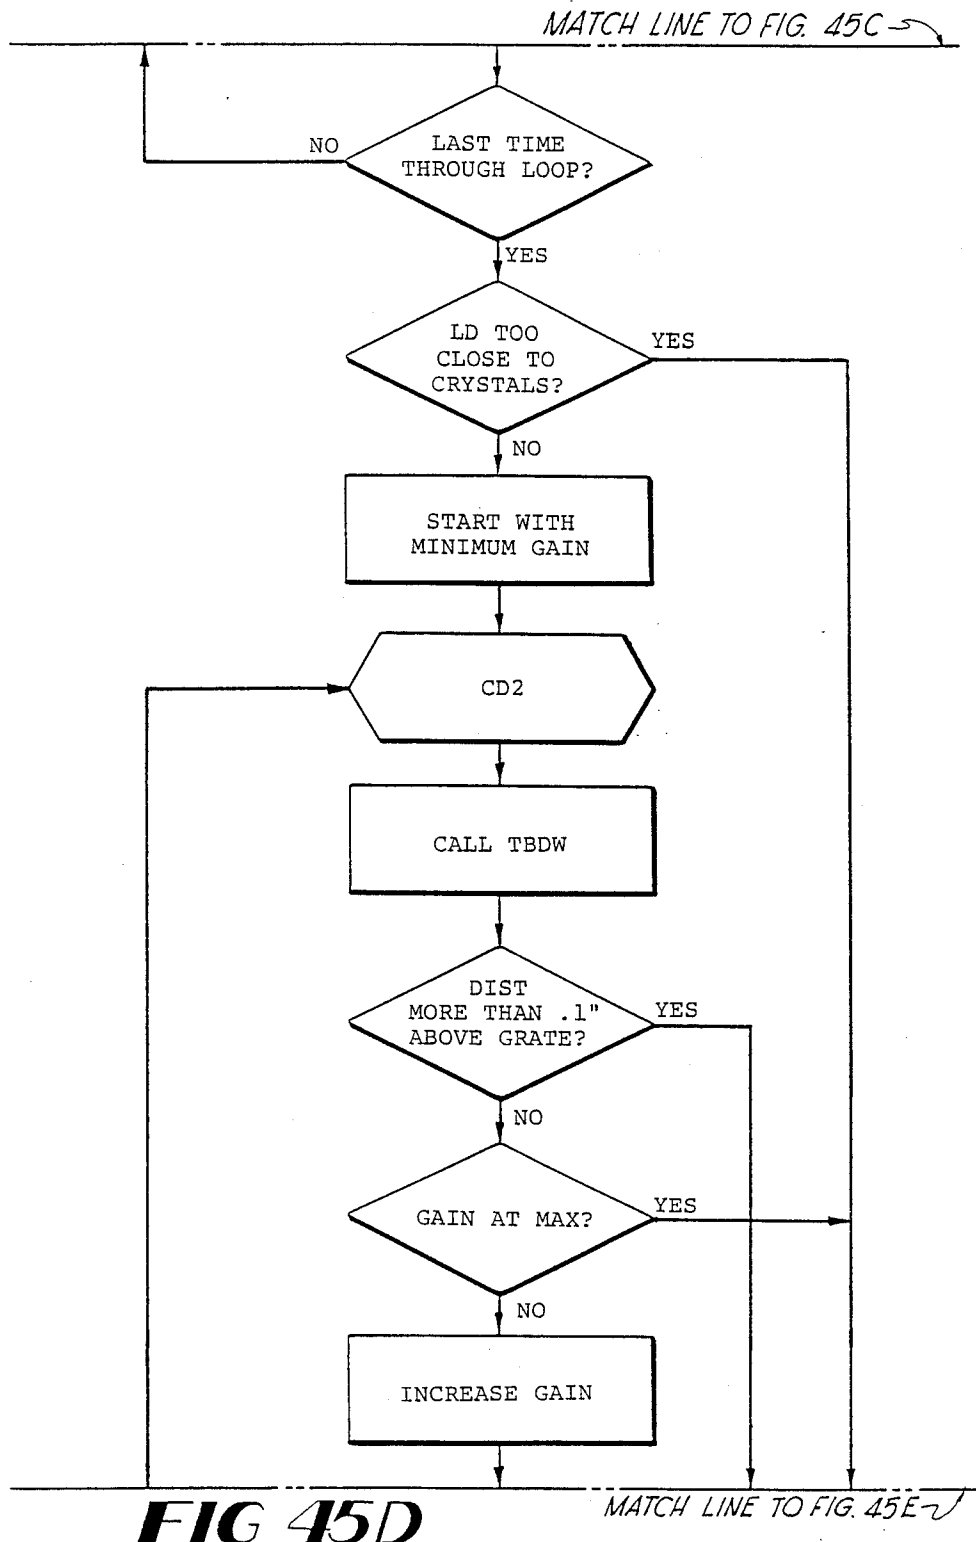 MATCH LINE TO FIG. 45C
LAST TIME
THROUGH LOOP?
NO
YES
LD TOO
CLOSE TO
CRYSTALS?
YES
NO
START WITH
MINIMUM GAIN
CD2
CALL TBDW
DIST
MORE THAN .1"
ABOVE GRATE?
YES
NO
GAIN AT MAX?
YES
NO
INCREASE GAIN
MATCH LINE TO FIG. 45E
FIG 45D